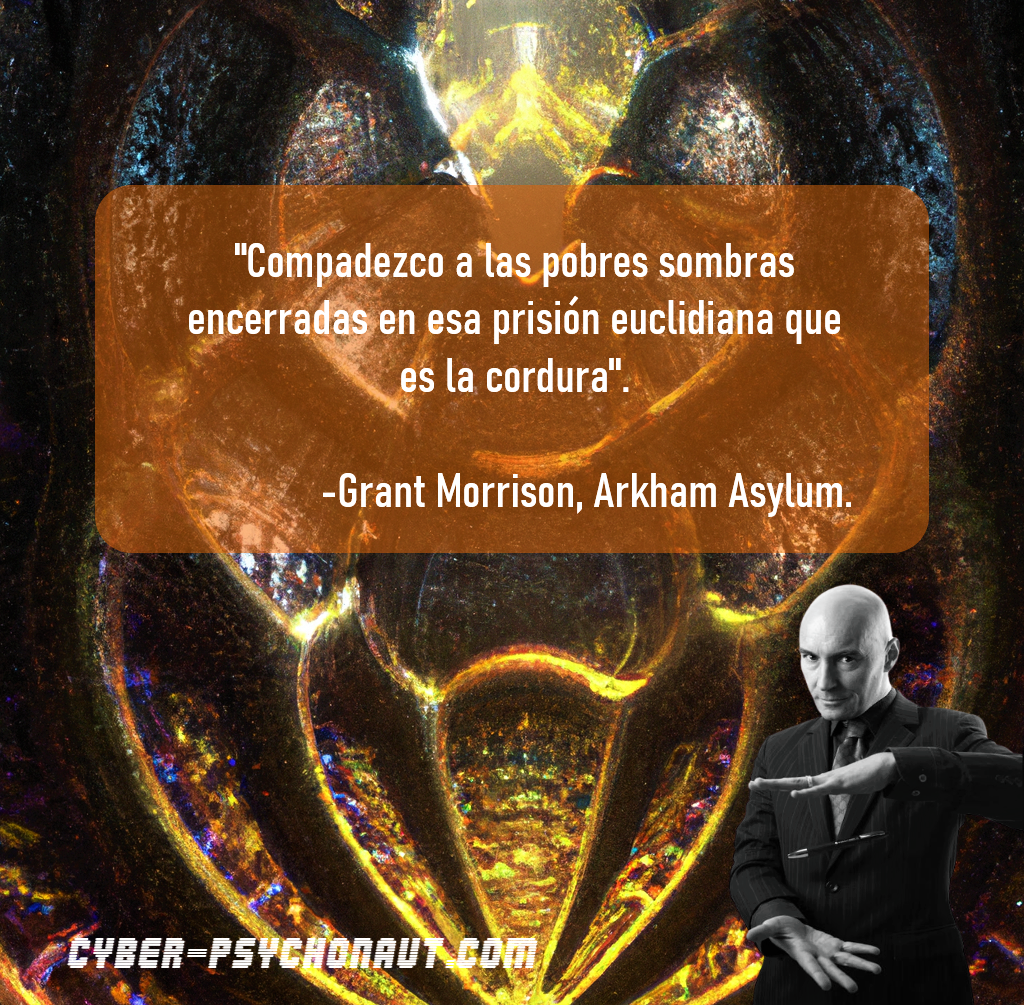 "Compadezco a las pobres sombras
encerradas en esa prisión euclidiana que
es la cordura".
-Grant Morrison, Arkham Asylum.
CYBER-PSYCHONAUT.COM